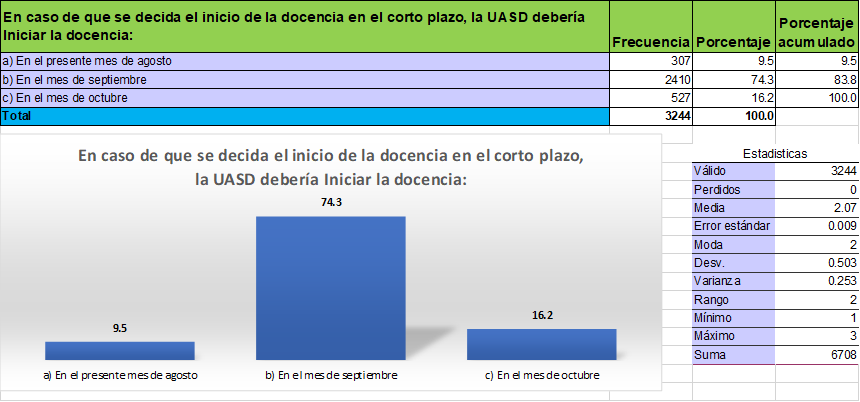 En caso de que se decida el inicio de la docencia en el corto plazo, la UASD debería
Iniciar la docencia:
Frecuencia Porcentaje Porcentaje acumulado
a) En el presente mes de agosto 307 9.5 9.5
b) En el mes de septiembre 2410 74.3 83.8
c) En el mes de octubre 527 16.2 100.0
Total 3244 100.0
En caso de que se decida el inicio de la docencia en el corto plazo,
la UASD debería Iniciar la docencia:
74.3
9.5
16.2
a) En el presente mes de agosto b) En el mes de septiembre c) En el mes de octubre
Estadisticas
Válido 3244
Perdidos 0
Media 2.07
Error estándar 0.009
Moda 2
Desv. 0.503
Varianza 0.253
Rango 2
Mínimo 1
Máximo 3
Suma 6708